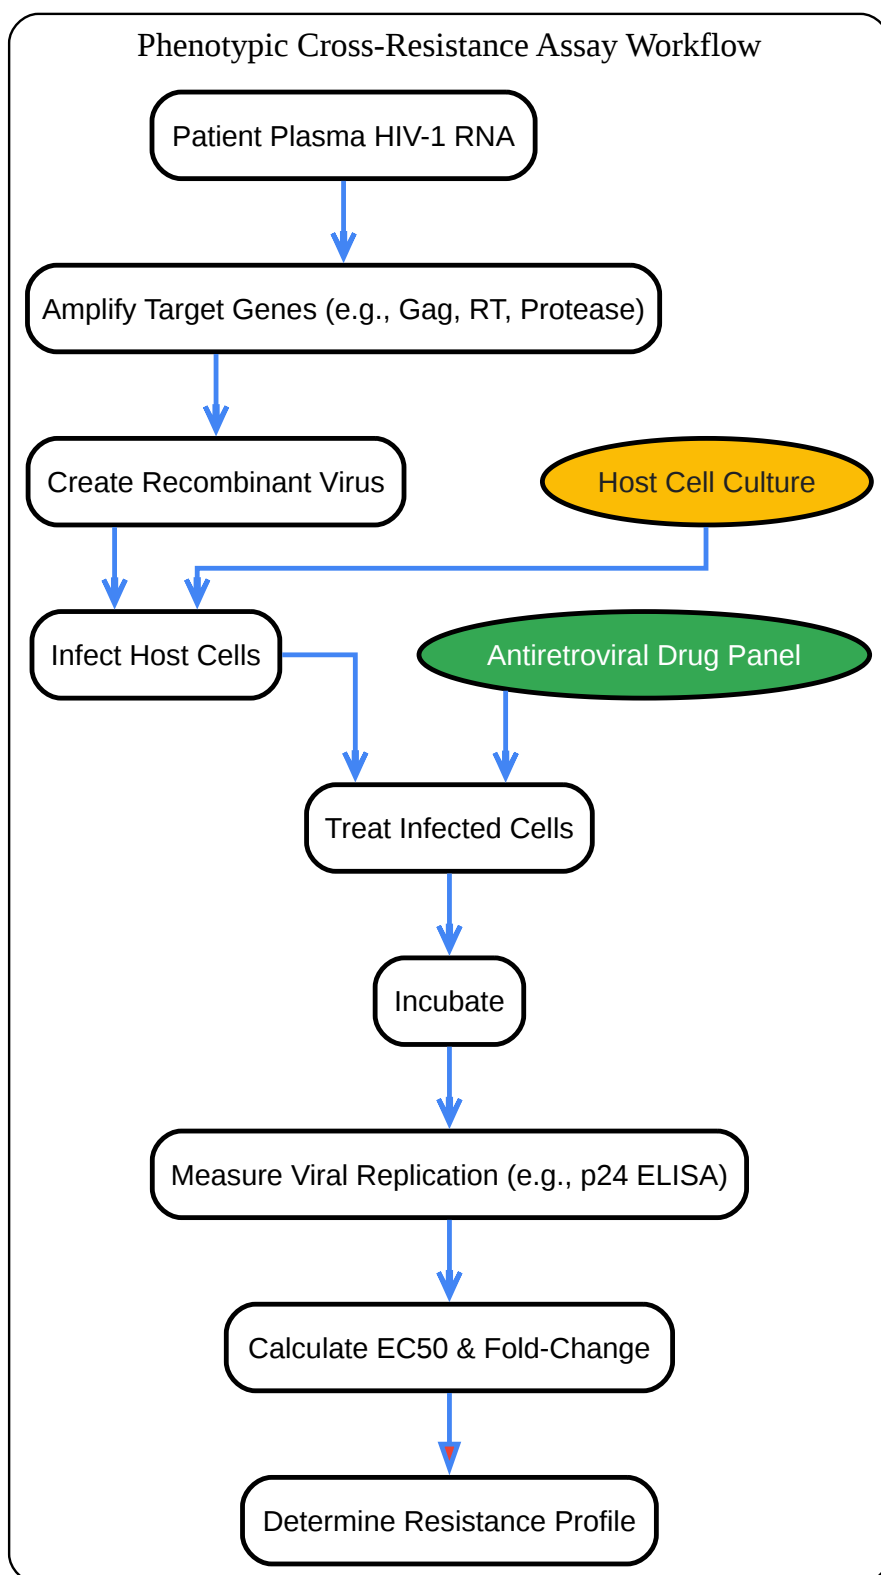 Phenotypic Cross-Resistance Assay Workflow
Patient Plasma HIV-1 RNA
Amplify Target Genes (e.g., Gag, RT, Protease)
Create Recombinant Virus
Host Cell Culture
Infect Host Cells
Antiretroviral Drug Panel
Treat Infected Cells
Incubate
Measure Viral Replication (e.g., p24 ELISA)
Calculate EC50 & Fold-Change
Determine Resistance Profile